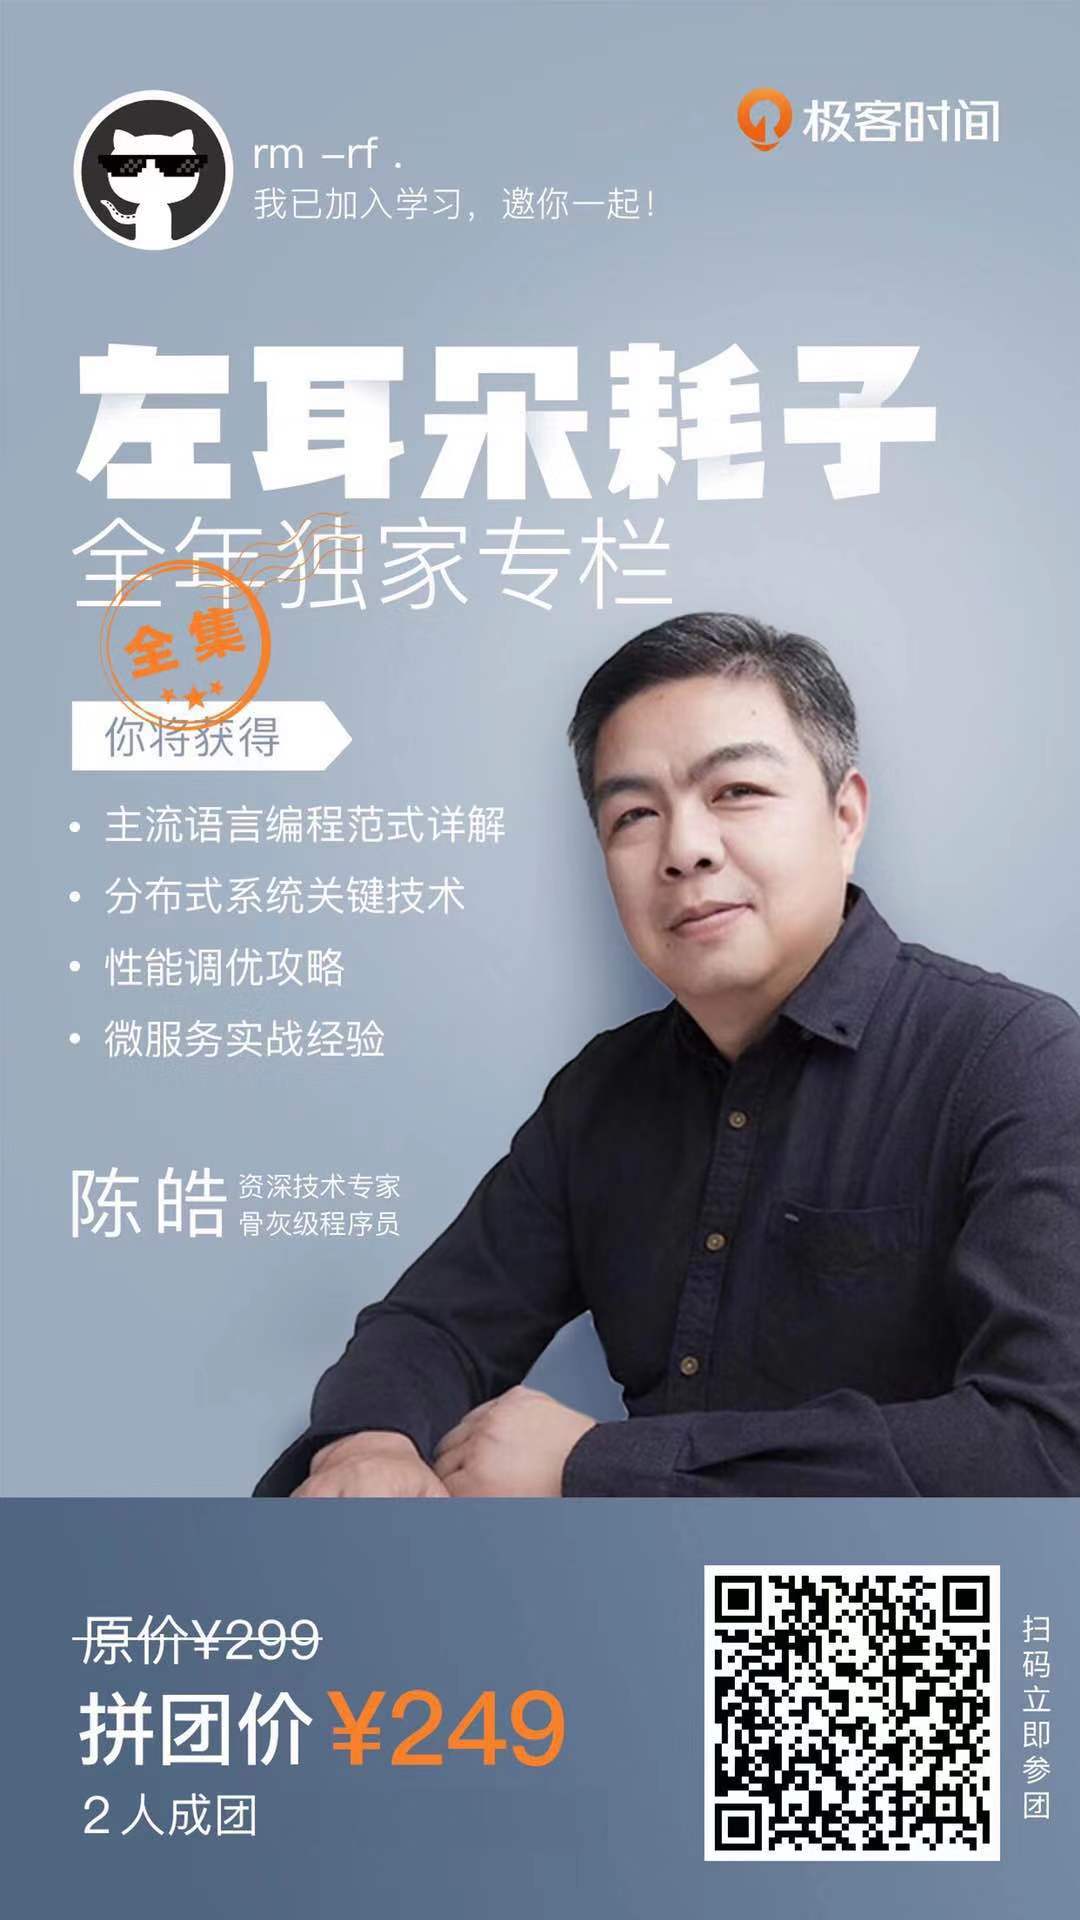 rm -rf .
我已加入学习，邀你一起！
极客时间
左耳朵耗子
全年独家专栏
全集
你将获得
• 主流语言编程范式详解
• 分布式系统关键技术
• 性能调优攻略
• 微服务实战经验
陈皓
资深技术专家
骨灰级程序员
原价¥299
拼团价¥249
2人成团
扫码立即参团